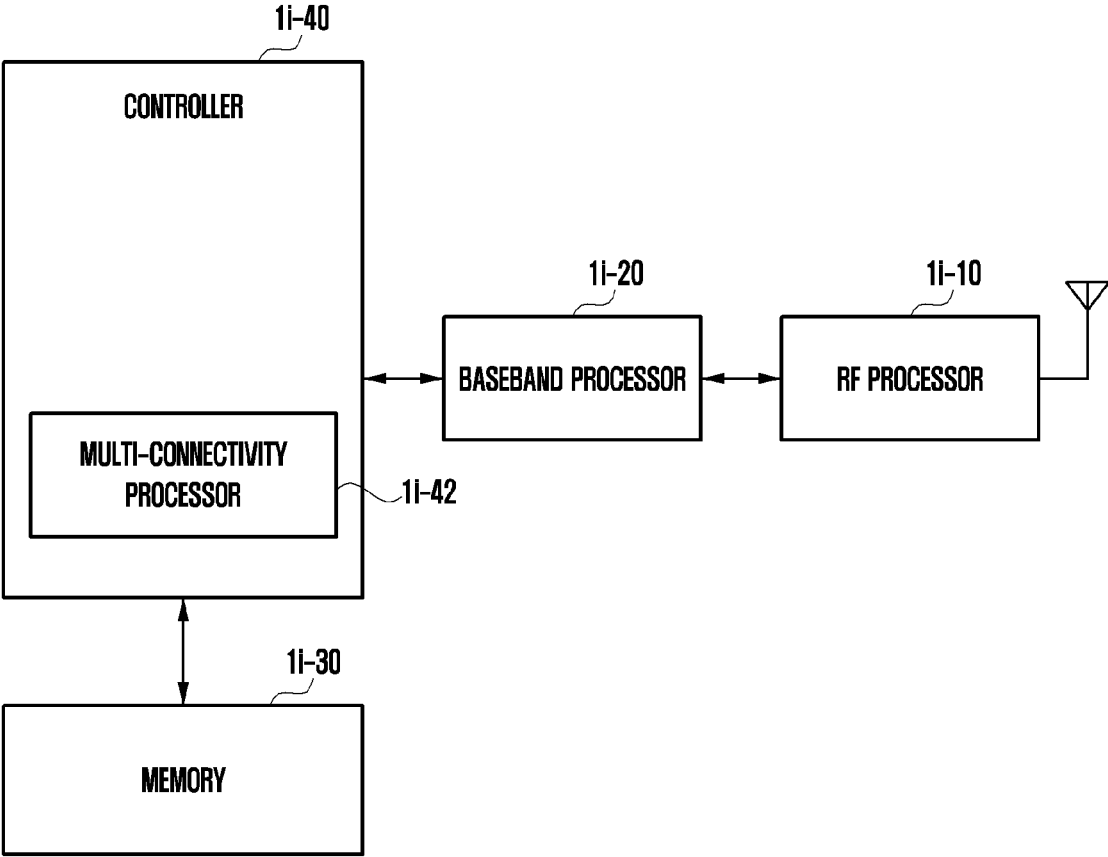 1i-40
CONTROLLER
1i-20
1i-10
BASEBAND PROCESSOR
RF PROCESSOR
MULTI-CONNECTIVITY
PROCESSOR
1i-42
1i-30
MEMORY